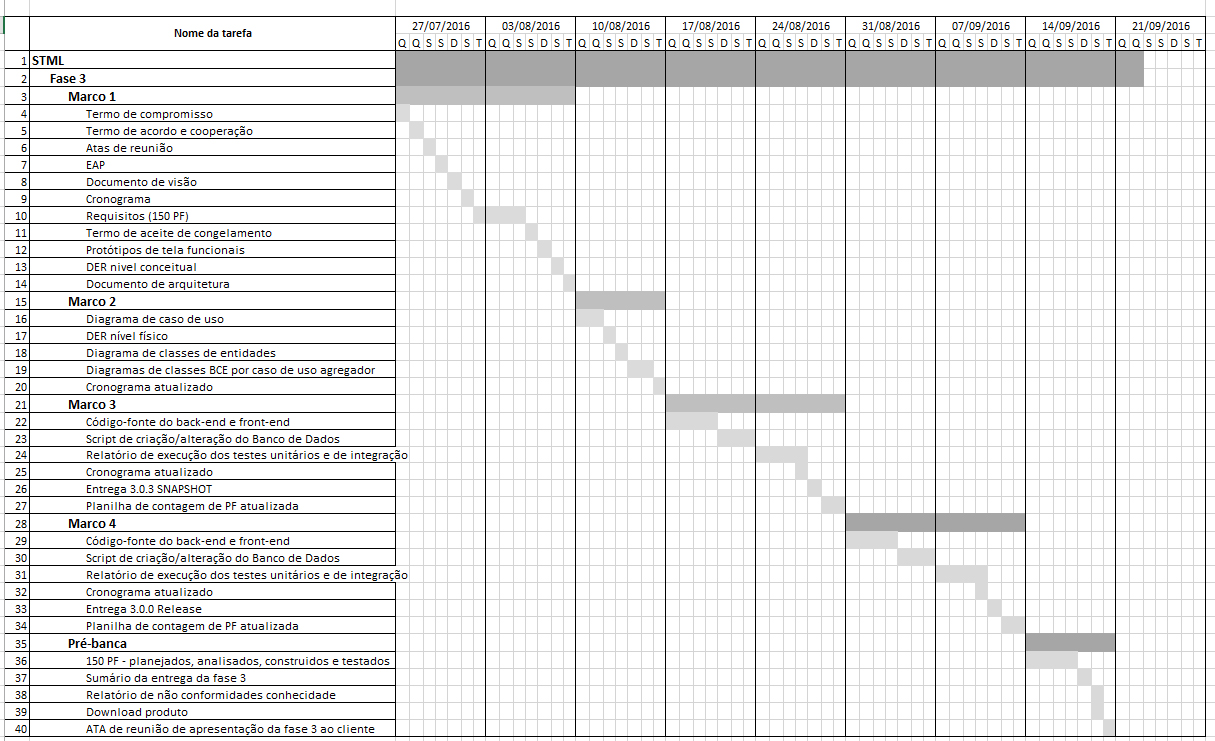 Nome da tarefa
27/07/2016 03/08/2016 10/08/2016 17/08/2016 24/08/2016 31/08/2016 07/09/2016 14/09/2016 21/09/2016
Q Q S S D S T Q Q S S D S T Q Q S S D S T Q Q S S D S T Q Q S S D S T Q Q S S D S T Q Q S S D S T Q Q S S D S T Q Q S S D S T
1 STML
2 Fase 3
3 Marco 1
4 Termo de compromisso
5 Termo de acordo e cooperação
6 Atas de reunião
7 EAP
8 Documento de visão
9 Cronograma
10 Requisitos (150 PF)
11 Termo de aceite de congelamento
12 Protótipos de tela funcionais
13 DER nivel conceitual
14 Documento de arquitetura
15 Marco 2
16 Diagrama de caso de uso
17 DER nível físico
18 Diagrama de classes de entidades
19 Diagramas de classes BCE por caso de uso agregador
20 Cronograma atualizado
21 Marco 3
22 Código-fonte do back-end e front-end
23 Script de criação/alteração do Banco de Dados
24 Relatório de execução dos testes unitários e de integração
25 Cronograma atualizado
26 Entrega 3.0.3 SNAPSHOT
27 Planilha de contagem de PF atualizada
28 Marco 4
29 Código-fonte do back-end e front-end
30 Script de criação/alteração do Banco de Dados
31 Relatório de execução dos testes unitários e de integração
32 Cronograma atualizado
33 Entrega 3.0.0 Release
34 Planilha de contagem de PF atualizada
35 Pré-banca
36 150 PF - planejados, analisados, construidos e testados
37 Sumário da entrega da fase 3
38 Relatório de não conformidades conhecidade
39 Download produto
40 ATA de reunião de apresentação da fase 3 ao cliente